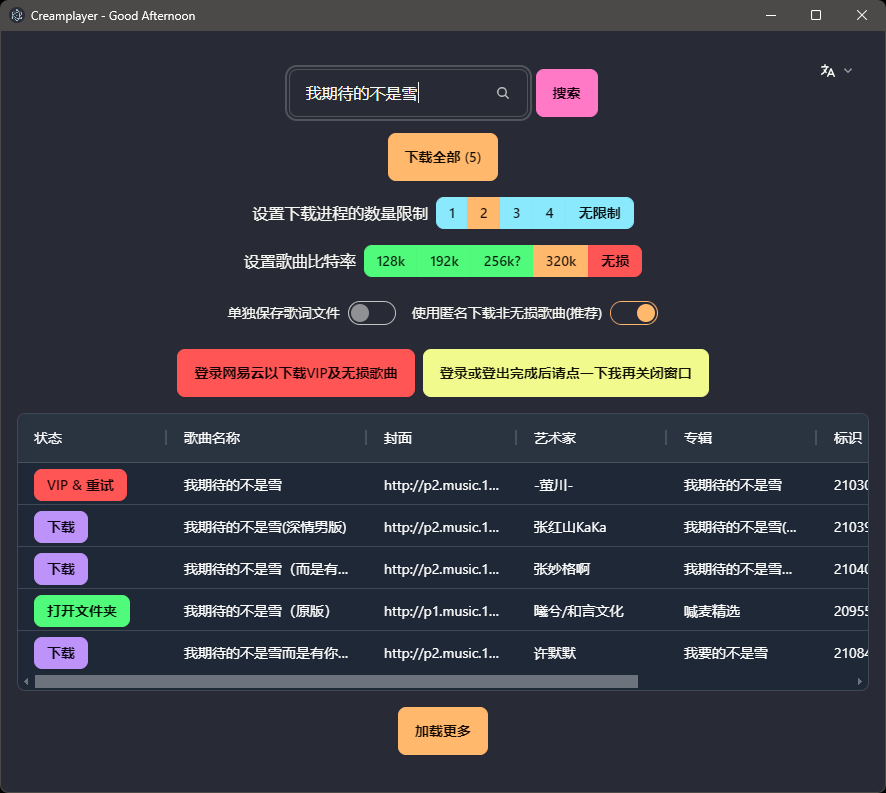 Creamplayer - Good Afternoon
我期待的不是雪
搜索
下载全部 (5)
设置下载进程的数量限制 1 2 3 4 无限制
设置歌曲比特率 128k 192k 256k? 320k 无损
单独保存歌词文件 使用匿名下载非无损歌曲(推荐)
登录网易云以下载VIP及无损歌曲 登录或登出完成后请点一下我再关闭窗口
状态 歌曲名称 封面 艺术家 专辑 标识
VIP & 重试 我期待的不是雪 http://p2.music.1... -萤川- 我期待的不是雪 21030
下载 我期待的不是雪(深情男版) http://p2.music.1... 张红山KaKa 我期待的不是雪(... 21039
下载 我期待的不是雪（而是有... http://p2.music.1... 张妙格啊 我期待的不是雪... 21040
打开文件夹 我期待的不是雪（原版） http://p1.music.1... 曦兮/和言文化 喊麦精选 20955
下载 我期待的不是雪而是有你... http://p2.music.1... 许默默 我要的不是雪 21084
加载更多